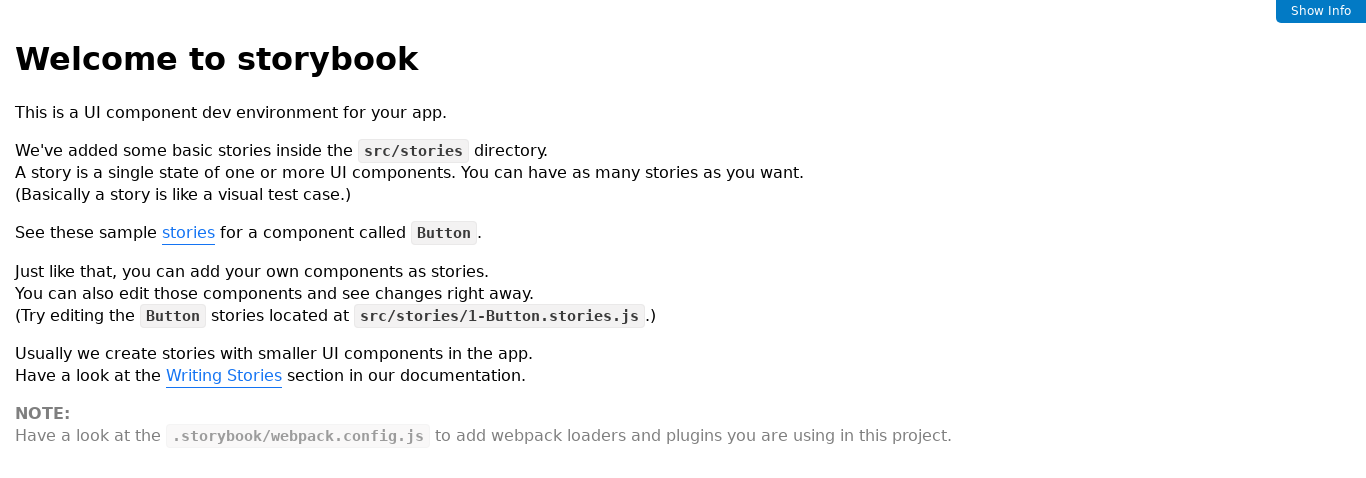 Show Info
Welcome to storybook
This is a UI component dev environment for your app.
We've added some basic stories inside the src/stories directory.
A story is a single state of one or more UI components. You can have as many stories as you want.
(Basically a story is like a visual test case.)
See these sample stories for a component called Button.
Just like that, you can add your own components as stories.
You can also edit those components and see changes right away.
(Try editing the Button stories located at src/stories/1-Button.stories.js.)
Usually we create stories with smaller UI components in the app.
Have a look at the Writing Stories section in our documentation.
NOTE:
Have a look at the .storybook/webpack.config.js to add webpack loaders and plugins you are using in this project.